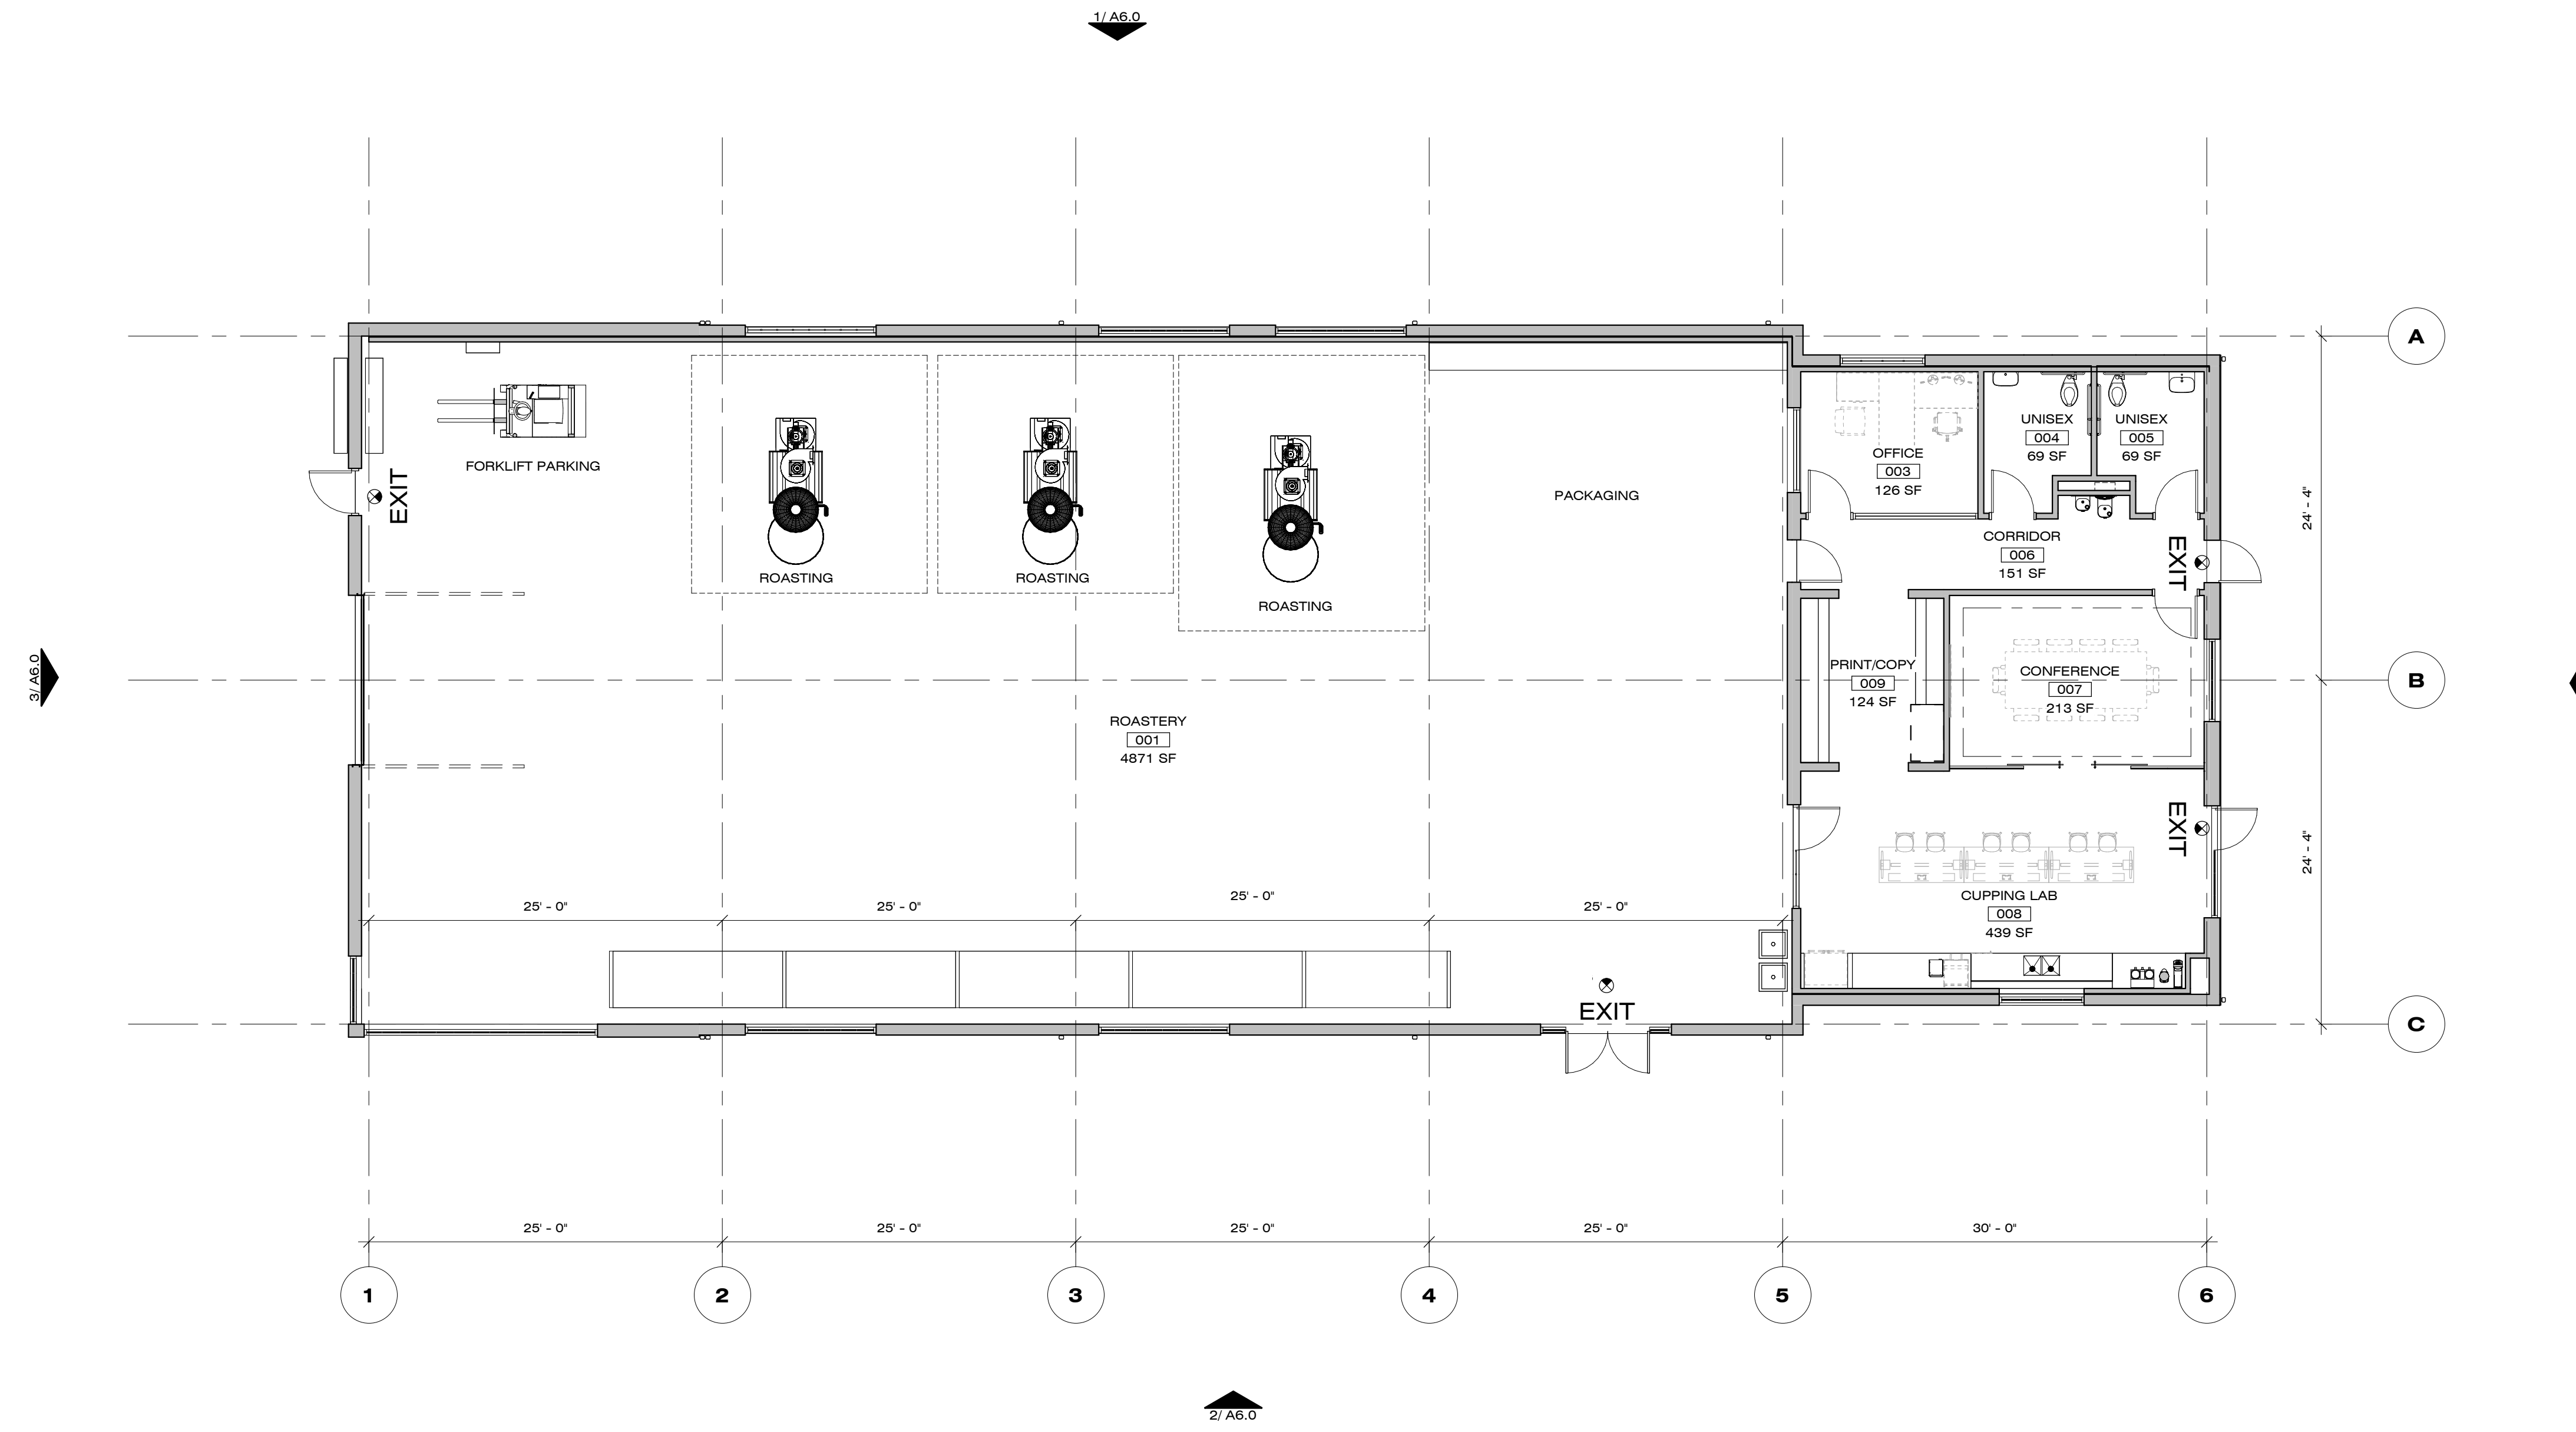 1/ A6.0
A
FORKLIFT PARKING
EXIT
ROASTING
ROASTING
ROASTING
PACKAGING
OFFICE
003
126 SF
UNISEX
004
69 SF
UNISEX
005
69 SF
CORRIDOR
006
151 SF
EXIT
24' - 4"
3/ A6.0
ROASTERY
001
4871 SF
PRINT/COPY
009
124 SF
CONFERENCE
007
213 SF
B
EXIT
24' - 4"
CUPPING LAB
008
439 SF
25' - 0"
25' - 0"
25' - 0"
25' - 0"
EXIT
C
25' - 0"
25' - 0"
25' - 0"
25' - 0"
30' - 0"
1
2
3
4
5
6
2/ A6.0